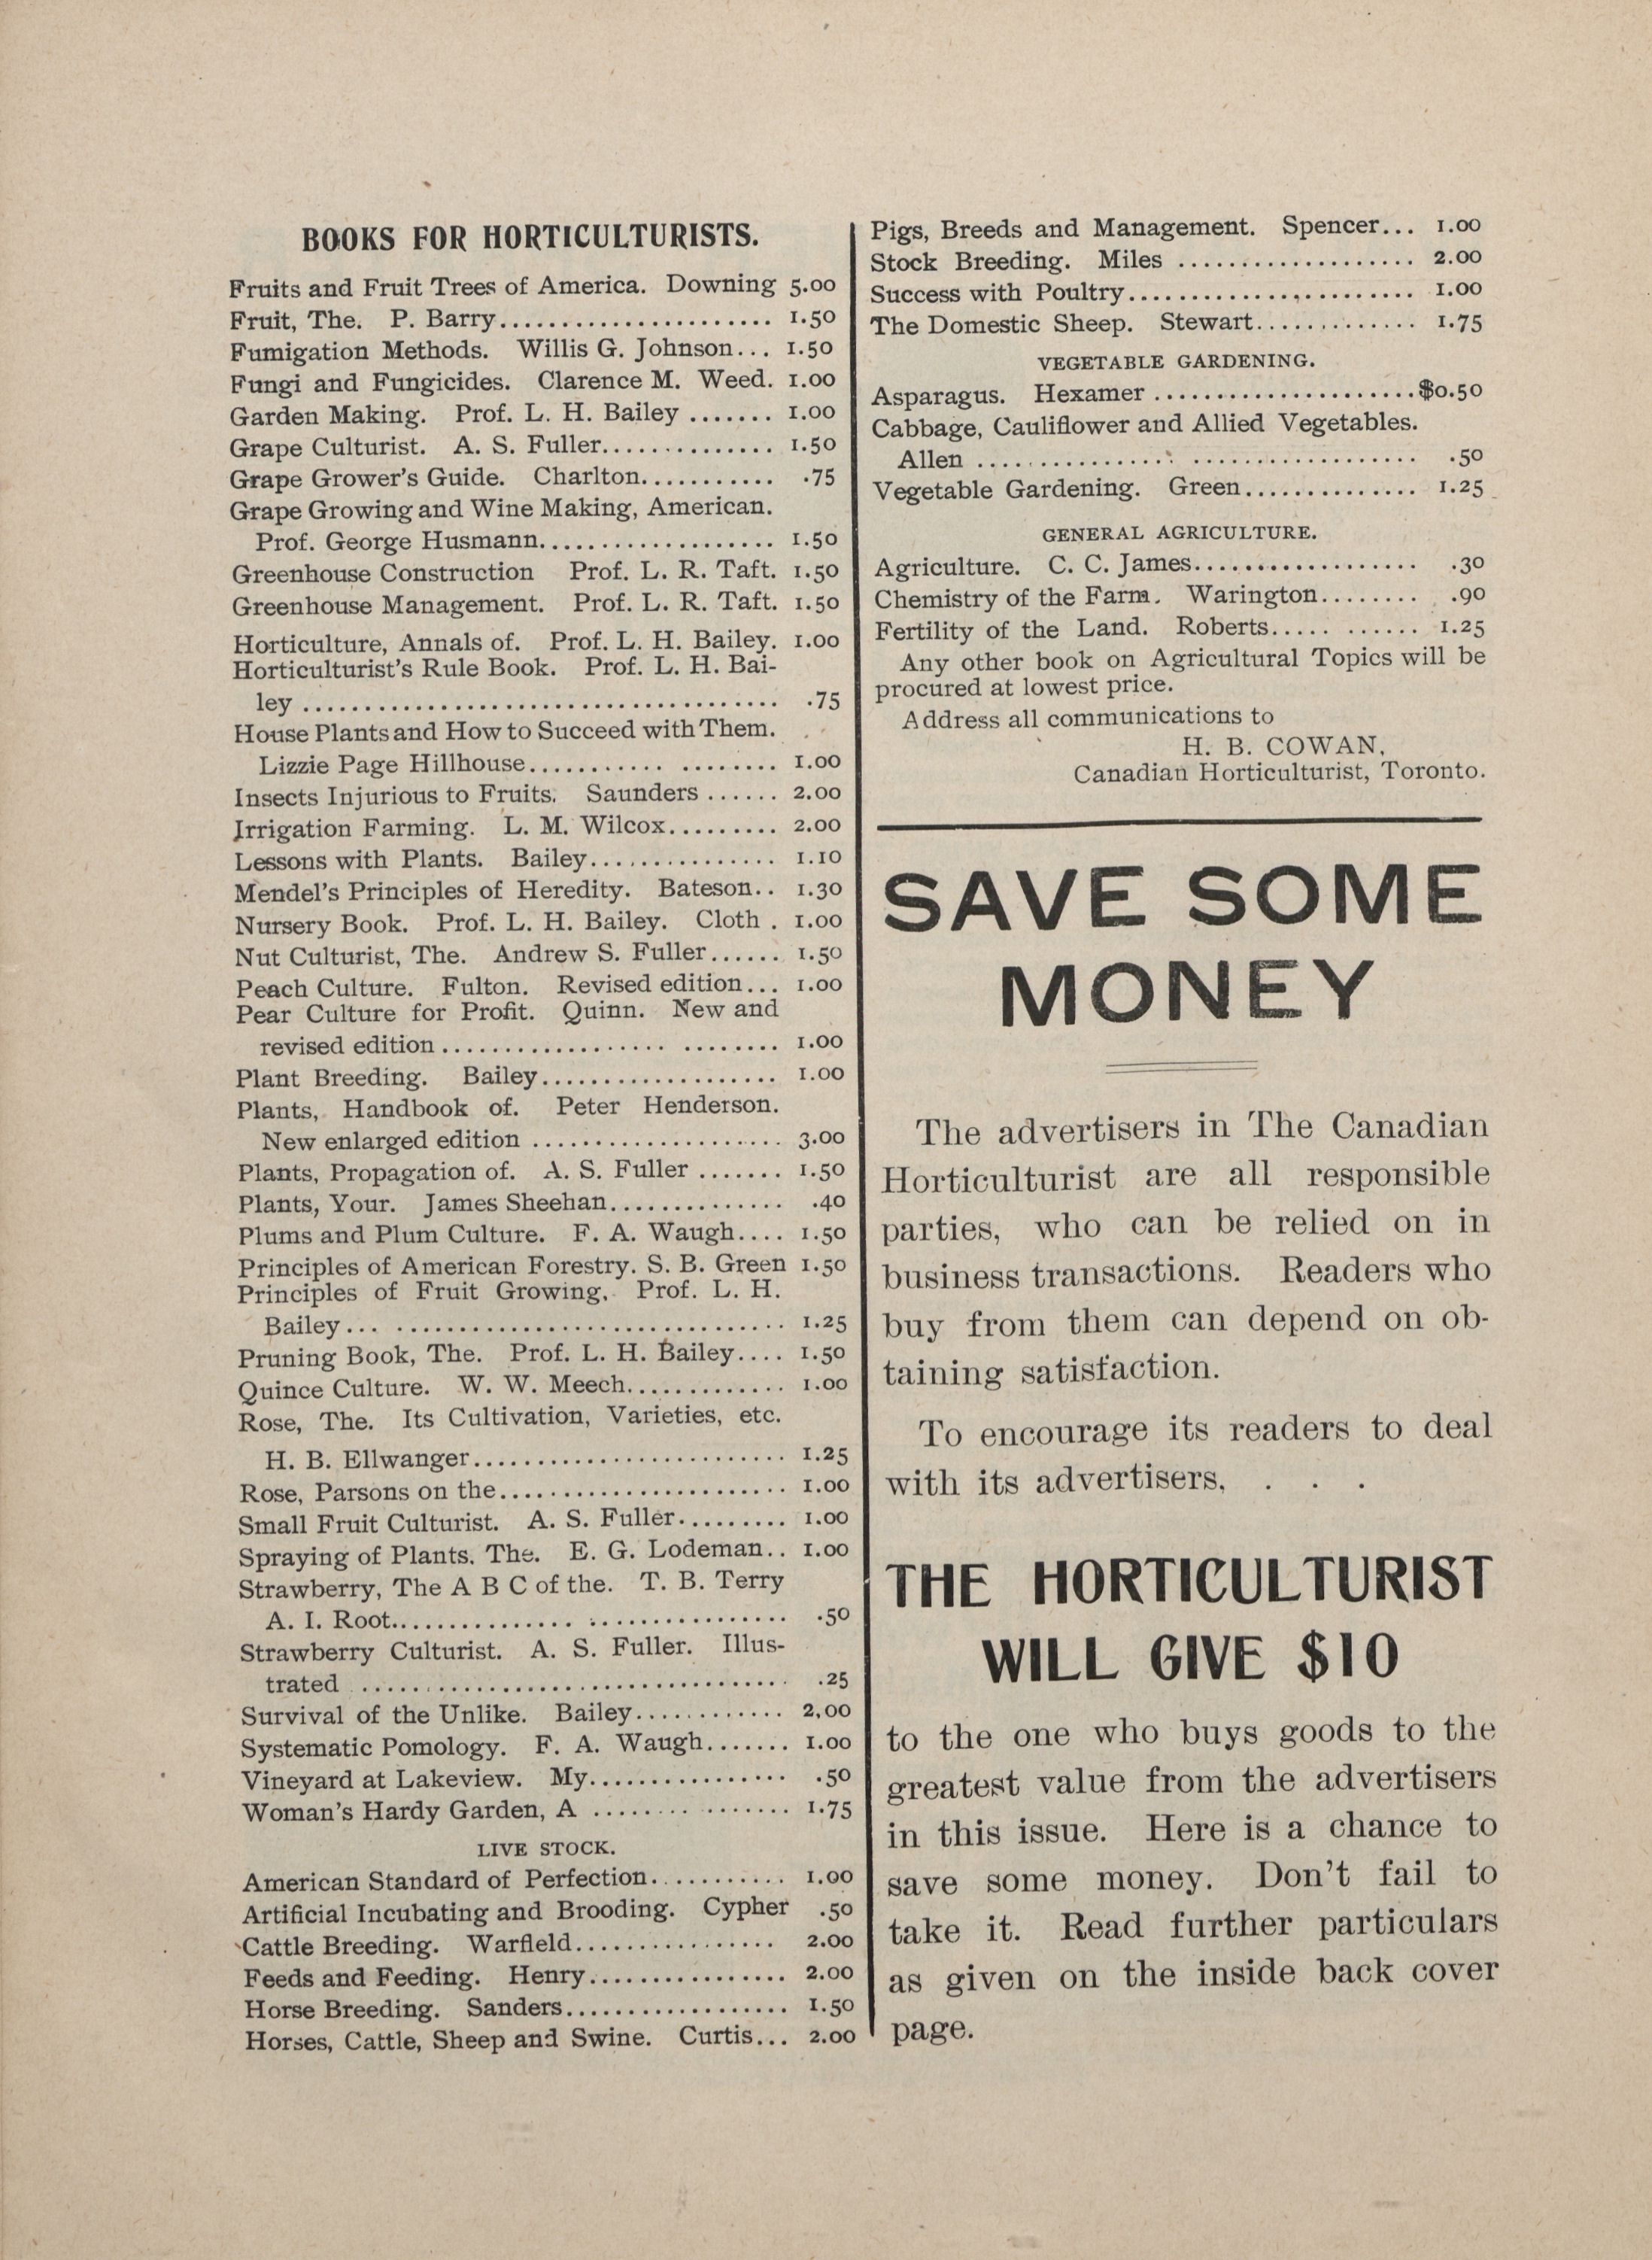 BOOKS FOR HORTICULTURISTS.
Fruits and Fruit Trees of America. Downing 5.00
Fruit, The. P. Barry...................... 1.50
Fumigation Methods. Willis G. Johnson... 1.50
Fungi and Fungicides. Clarence M. Weed. 1.00
Garden Making. Prof. L. H. Bailey ....... 1.00
Grape Culturist. A. S. Fuller.............. 1.50
Grape Grower's Guide. Charlton........... .75
Grape Growing and Wine Making, American.
Prof. George Husmann................... 1.50
Greenhouse Construction Prof. L. R. Taft. 1.50
Greenhouse Management. Prof. L. R. Taft. 1.50
Horticulture, Annals of. Prof. L. H. Bailey. 1.00
Horticulturist's Rule Book. Prof. L. H. Bai-
ley ...................................... .75
House Plants and How to Succeed with Them.
Lizzie Page Hillhouse........... ........ 1.00
Insects Injurious to Fruits. Saunders ...... 2.00
Irrigation Farming. L. M. Wilcox......... 2.00
Lessons with Plants. Bailey............... 1.10
Mendel's Principles of Heredity. Bateson.. 1.30
Nursery Book. Prof. L. H. Bailey. Cloth . 1.00
Nut Culturist, The. Andrew S. Fuller...... 1.50
Peach Culture. Fulton. Revised edition... 1.00
Pear Culture for Profit. Quinn. New and
revised edition .................. ........ 1.00
Plant Breeding. Bailey................... 1.00
Plants, Handbook of. Peter Henderson.
New enlarged edition .................... 3.00
Plants, Propagation of. A. S. Fuller ....... 1.50
Plants, Your. James Sheehan.............. .40
Plums and Plum Culture. F. A. Waugh.... 1.50
Principles of American Forestry. S. B. Green 1.50
Principles of Fruit Growing. Prof. L. H.
Bailey... ............................... 1.25
Pruning Book, The. Prof. L. H. Bailey.... 1.50
Quince Culture. W. W. Meech............. 1.00
Rose, The. Its Cultivation, Varieties, etc.
H. B. Ellwanger......................... 1.25
Rose, Parsons on the....................... 1.00
Small Fruit Culturist. A. S. Fuller......... 1.00
Spraying of Plants. The. E. G. Lodeman.. 1.00
Strawberry, The A B C of the. T. B. Terry
A. I. Root............... ................ .50
Strawberry Culturist. A. S. Fuller. Illus-
trated ................................... .25
Survival of the Unlike. Bailey............ 2,00
Systematic Pomology. F. A. Waugh....... 1.00
Vineyard at Lakeview. My................ .50
Woman's Hardy Garden, A ........ ....... 1.75
LIVE STOCK.
American Standard of Perfection........... 1.00
Artificial Incubating and Brooding. Cypher .50
Cattle Breeding. Warfield................ 2.00
Feeds and Feeding. Henry................ 2.00
Horse Breeding. Sanders.................. 1.50
Horses, Cattle, Sheep and Swine. Curtis... 2.00
Pigs, Breeds and Management. Spencer... 1.00
Stock Breeding. Miles ................... 2.00
Success with Poultry....................... 1.00
The Domestic Sheep. Stewart............. 1.75
VEGETABLE GARDENING.
Asparagus. Hexamer .....................$0.50
Cabbage, Cauliflower and Allied Vegetables.
Allen ................ .................. .50
Vegetable Gardening. Green.............. 1.25
GENERAL AGRICULTURE.
Agriculture. C. C. James.................. .30
Chemistry of the Farm. Warington........ .90
Fertility of the Land. Roberts..... ...... 1.25
Any other book on Agricultural Topics will be
procured at lowest price.
Address all communications to
H. B. COWAN,
Canadian Horticulturist, Toronto.
SAVE SOME
MONEY
The advertisers in The Canadian
Horticulturist are all responsible
parties, who can be relied on in
business transactions. Readers who
buy from them can depend on ob-
taining satisfaction.
To encourage its readers to deal
with its advertisers, . . .
THE HORTICULTURIST
WILL GIVE $10
to the one who buys goods to the
greatest value from the advertisers
in this issue. Here is a chance to
save some money. Don't fail to
take it. Read further particulars
as given on the inside back cover
page.